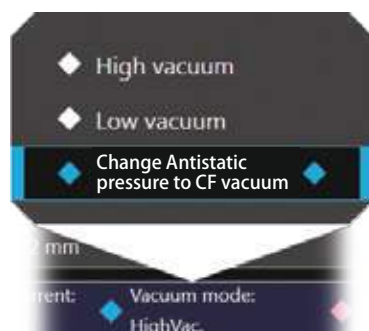 High vacuum
Low vacuum
Change Antistatic
pressure to CF vacuum
2 mm
rent:
Vacuum mode:
HighVac.